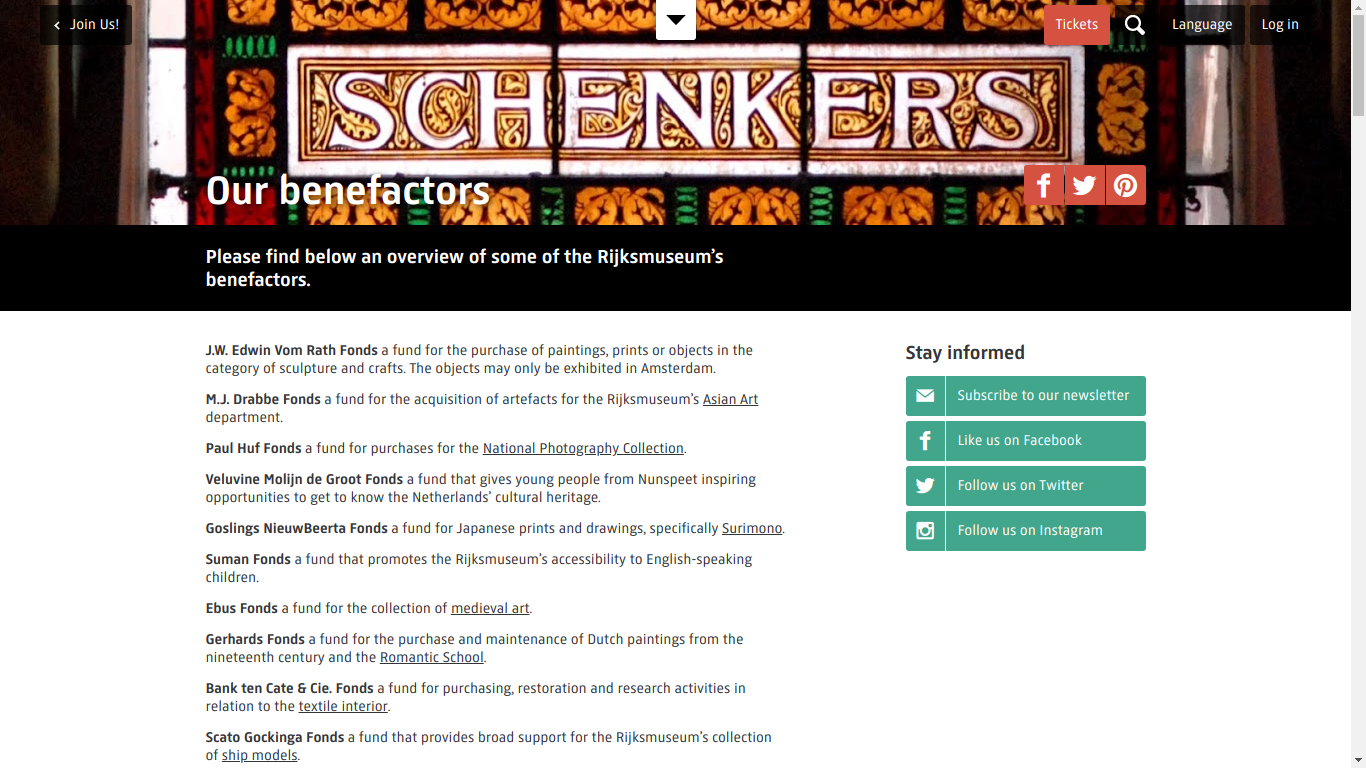 Join Us!
Tickets
Language
Log in
SCHENKERS
Our benefactors
Please find below an overview of some of the Rijksmuseum’s
benefactors.
J.W. Edwin Vom Rath Fonds a fund for the purchase of paintings, prints or objects in the
category of sculpture and crafts. The objects may only be exhibited in Amsterdam.
M.J. Drabbe Fonds a fund for the acquisition of artefacts for the Rijksmuseum’s Asian Art
department.
Paul Huf Fonds a fund for purchases for the National Photography Collection.
Veluvine Molijn de Groot Fonds a fund that gives young people from Nunspeet inspiring
opportunities to get to know the Netherlands’ cultural heritage.
Goslings NieuwBeerta Fonds a fund for Japanese prints and drawings, specifically Surimono.
Suman Fonds a fund that promotes the Rijksmuseum’s accessibility to English-speaking
children.
Ebus Fonds a fund for the collection of medieval art.
Gerhards Fonds a fund for the purchase and maintenance of Dutch paintings from the
nineteenth century and the Romantic School.
Bank ten Cate & Cie. Fonds a fund for purchasing, restoration and research activities in
relation to the textile interior.
Scato Gockinga Fonds a fund that provides broad support for the Rijksmuseum’s collection
of ship models.
Stay informed
Subscribe to our newsletter
Like us on Facebook
Follow us on Twitter
Follow us on Instagram